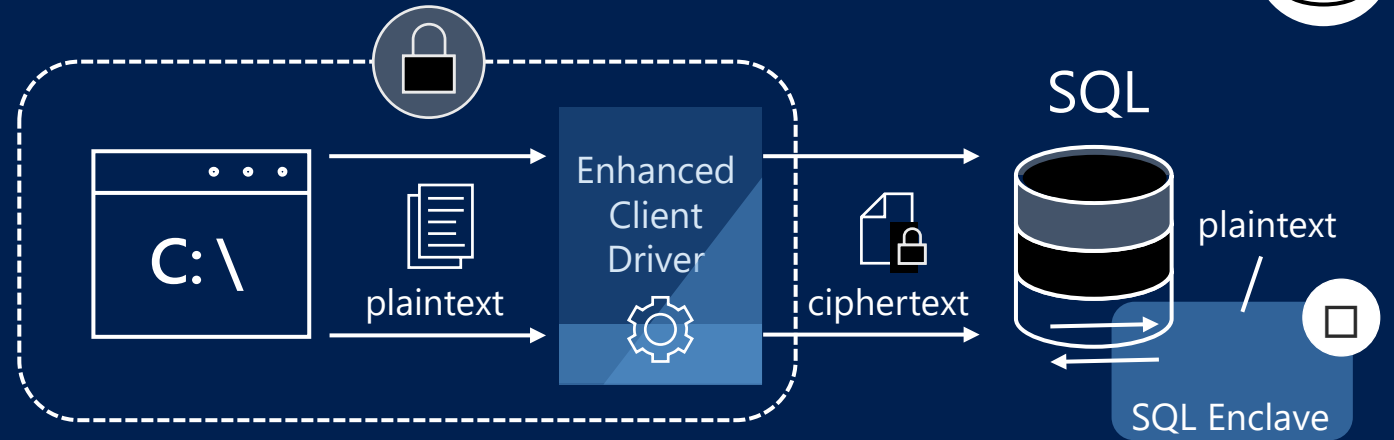 SQL
Enhanced
Client
Driver
C:\
plaintext
ciphertext
plaintext
SQL Enclave